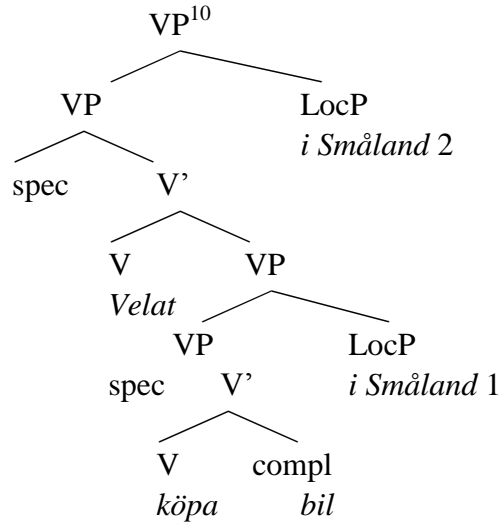 VP¹⁰
VP LocP
i Småland 2
spec V’
V VP
Velat
VP LocP
spec V’ i Småland 1
V compl
köpa bil